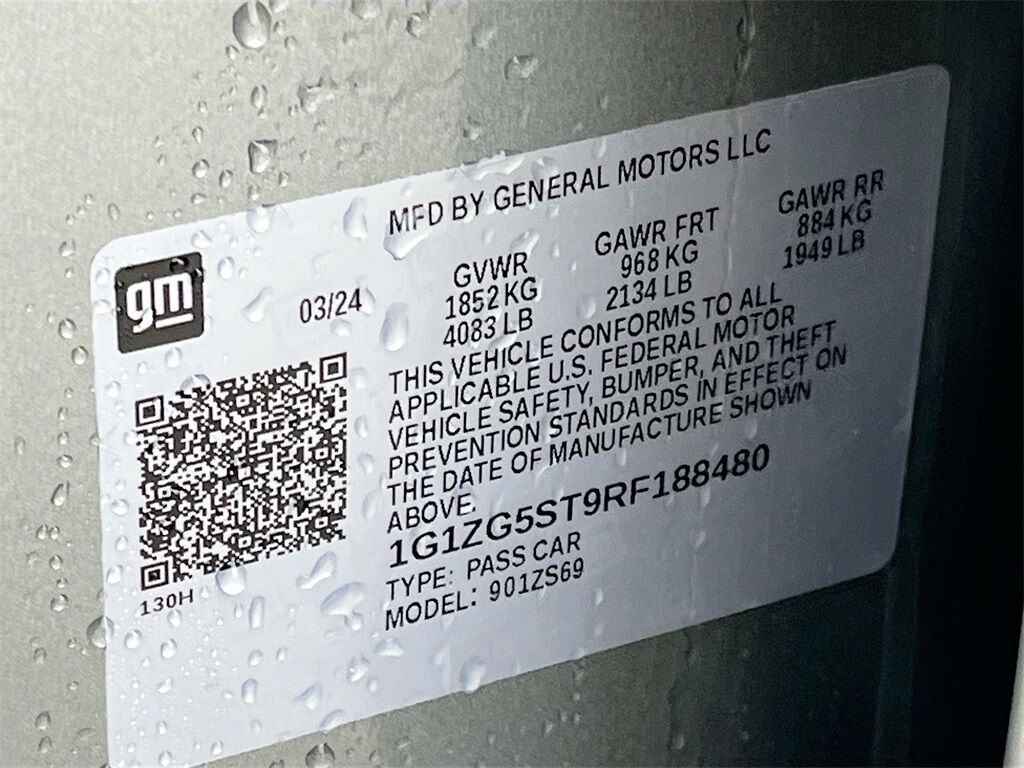 MFD BY GENERAL MOTORS LLC
gm
03/24
GVWR
1852 KG
4083 LB
GAWR FRT
968 KG
2134 LB
GAWR RR
884 KG
1949 LB
THIS VEHICLE CONFORMS TO ALL
APPLICABLE U.S. FEDERAL MOTOR
VEHICLE SAFETY, BUMPER, AND THEFT
PREVENTION STANDARDS IN EFFECT ON
THE DATE OF MANUFACTURE SHOWN
ABOVE.
1G1ZG5ST9RF188480
TYPE: PASS CAR
MODEL: 901ZS69
130H